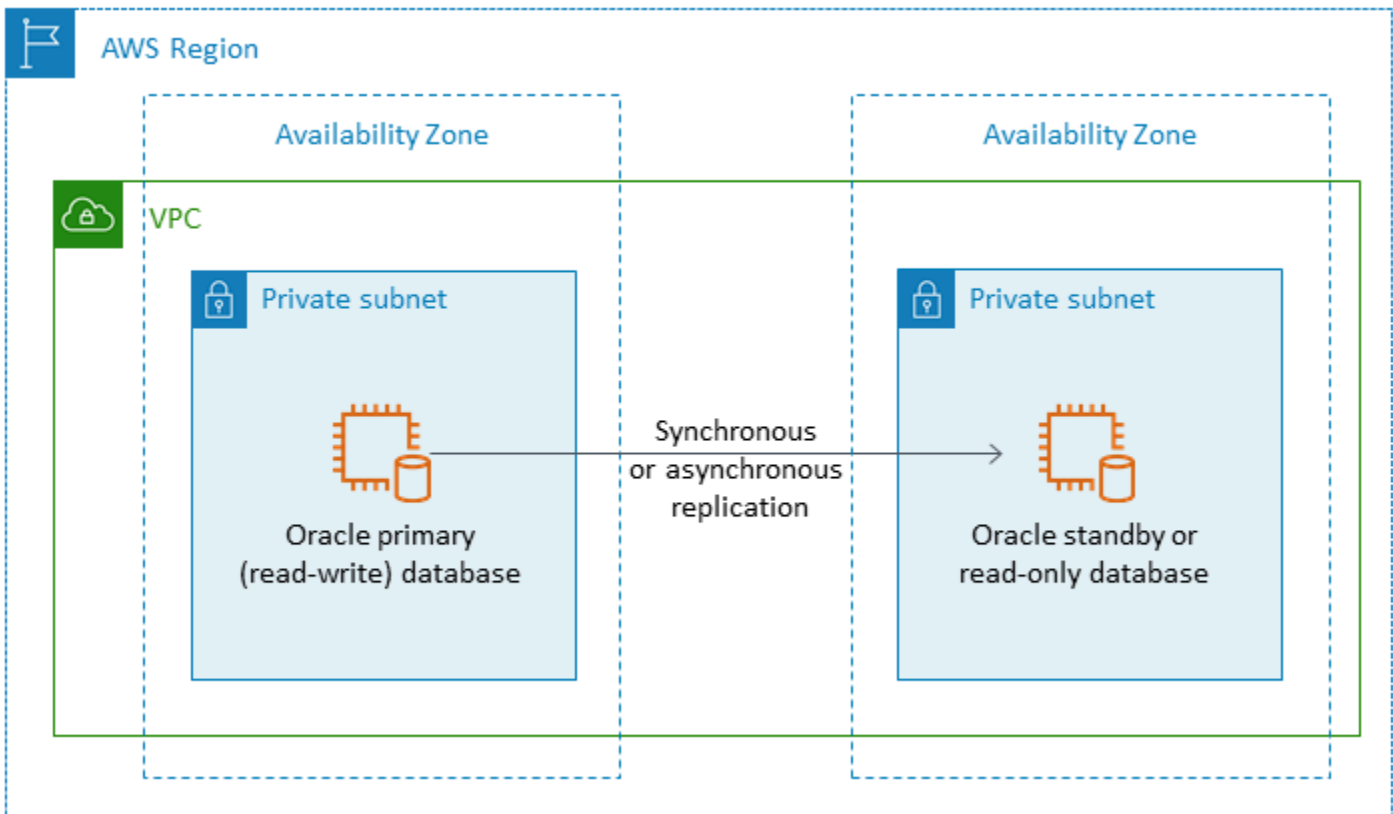 AWS Region
Availability Zone
Availability Zone
VPC
Private subnet
Private subnet
Synchronous
or asynchronous
replication
Oracle primary
(read-write) database
Oracle standby or
read-only database